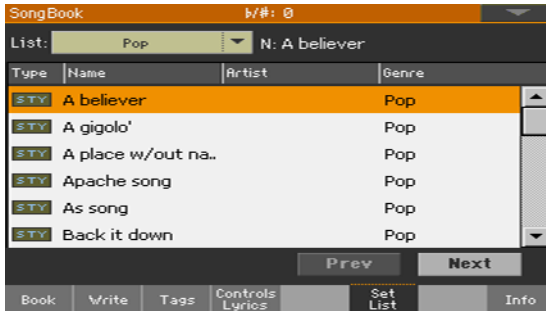 SongBook ♭/#: 0
List: Pop N: A believer
Type Name Artist Genre
STY A believer Pop
STY A gigolo' Pop
STY A place w/out na.. Pop
STY Apache song Pop
STY As song Pop
STY Back it down Pop
Prev Next
Book Write Tags Controls Lyrics Set List Info